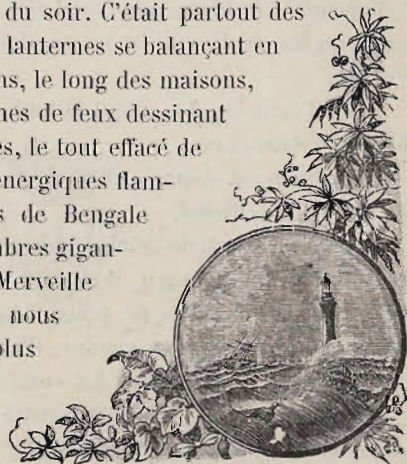 du soir. C'était partout des
lanternes se balançant en
ns, le long des maisons,
nes de feux dessinant
es, le tout effacé de
energiques flam-
s de Bengale
mbres gigan-
Merveille
nous
plus